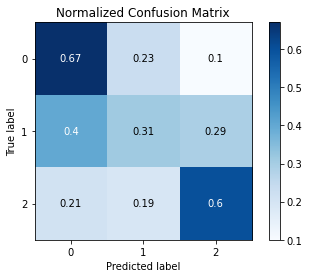 Normalized Confusion Matrix
0 0.67 0.23 0.1
1 0.4 0.31 0.29
2 0.21 0.19 0.6
0 1 2
True label
Predicted label
0.6
0.5
0.4
0.3
0.2
0.1